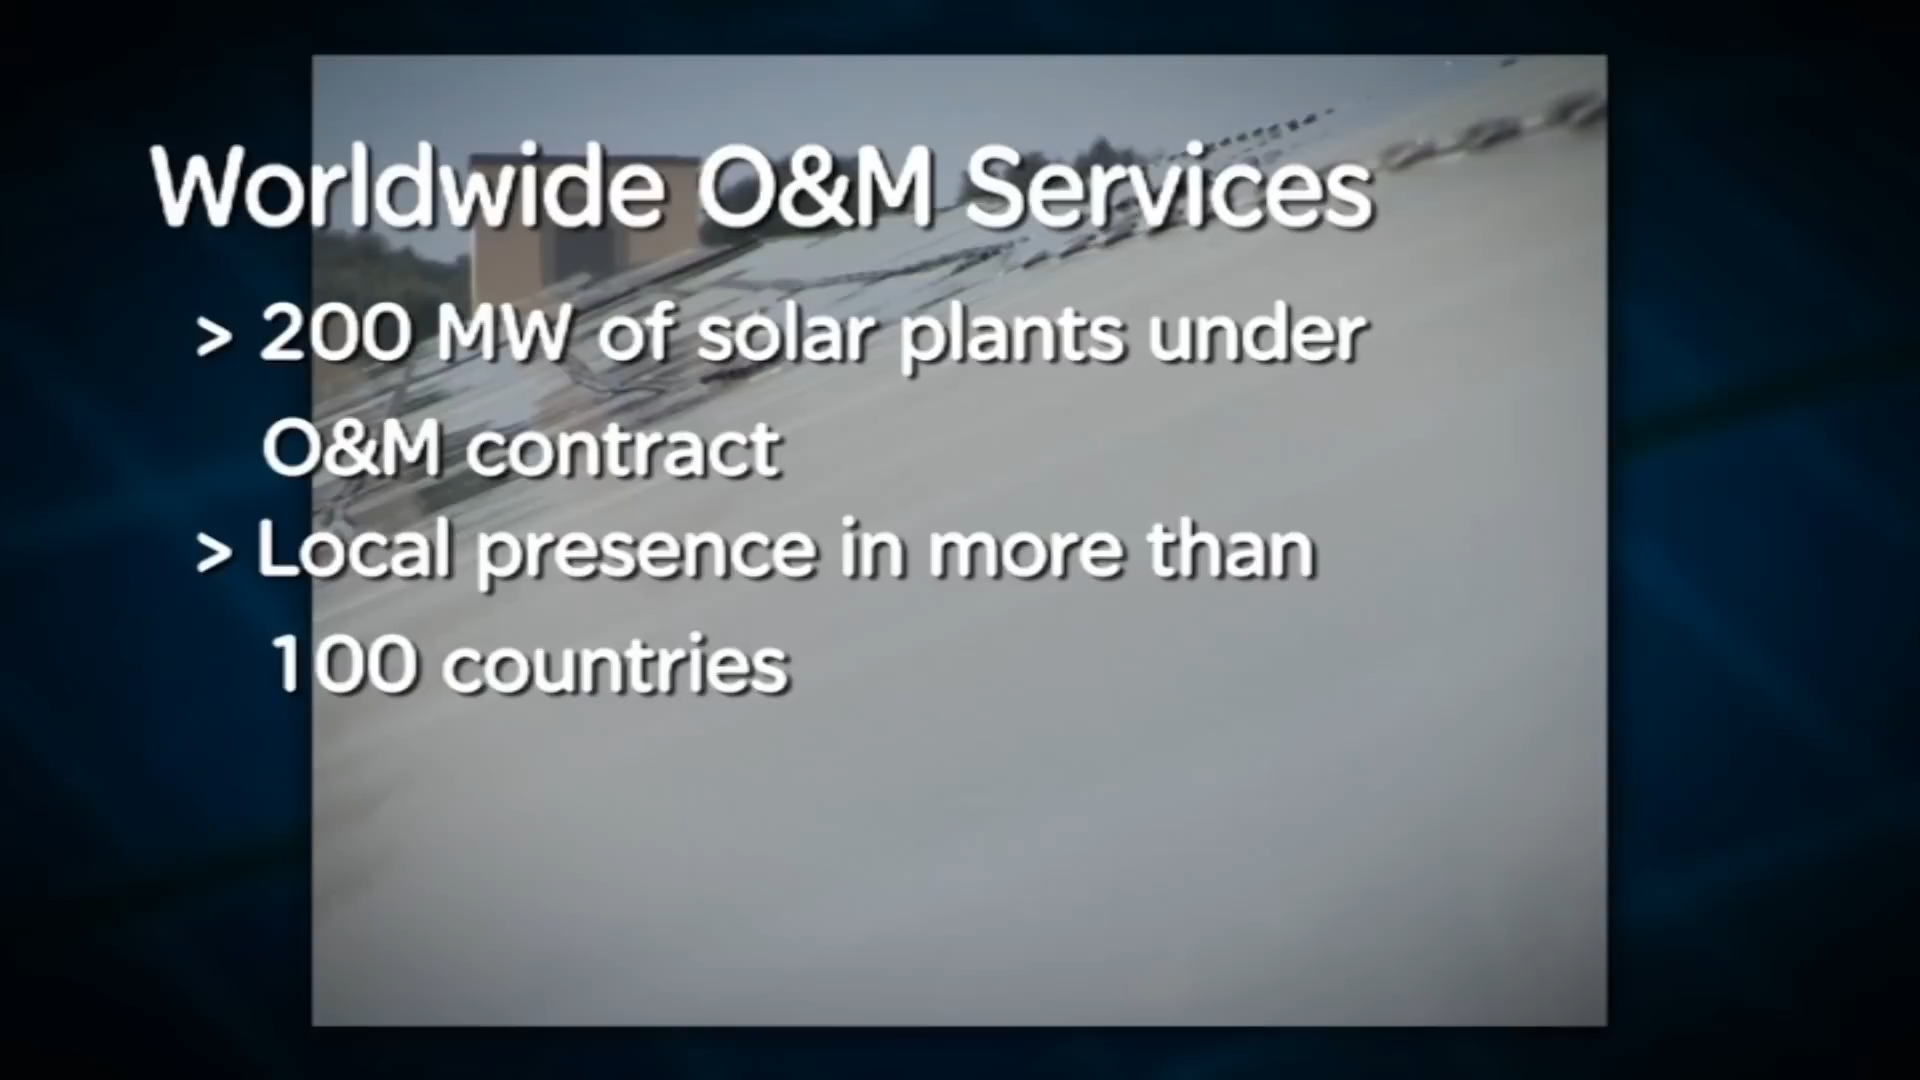 Worldwide O&M Services
> 200 MW of solar plants under
O&M contract
> Local presence in more than
100 countries